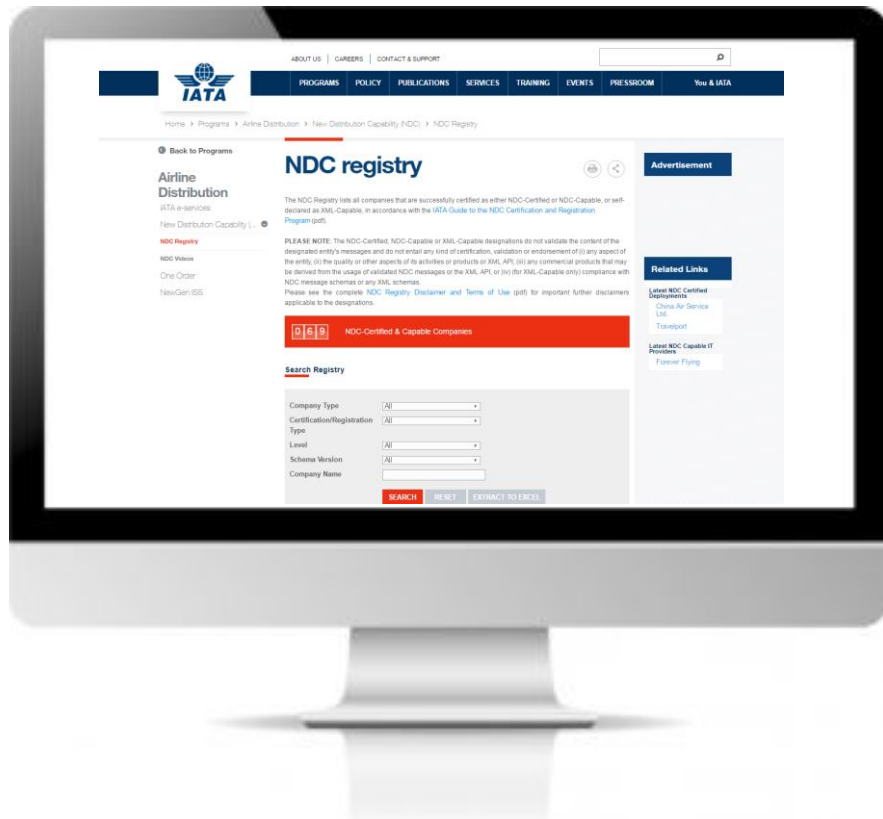 ABOUT US | CAREERS | CONTACT & SUPPORT
IATA
PROGRAMS POLICY PUBLICATIONS SERVICES TRAINING EVENTS PRESSROOM You & IATA
Home > Programs > Airline Distribution > New Distribution Capability (NDC) > NDC Registry
Back to Programs
Airline
Distribution
IATA e-services
New Distribution Capability (...
NDC Registry
NDC Videos
One Order
NewGen ISS
NDC registry
The NDC Registry lists all companies that are successfully certified as either NDC-Certified or NDC-Capable, or self-
declared as XML-Capable, in accordance with the IATA Guide to the NDC Certification and Registration
Program (pdf).
PLEASE NOTE: The NDC-Certified, NDC-Capable or XML-Capable designations do not validate the content of the
designated entity's messages and do not entail any kind of certification, validation or endorsement of (i) any aspect of
the entity, (ii) the quality or other aspects of its activities or products or XML API, (iii) any commercial products that may
be derived from the usage of validated NDC messages or the XML API, or (iv) (for XML-Capable only) compliance with
NDC message schemas or any XML schemas.
Please see the complete NDC Registry Disclaimer and Terms of Use (pdf) for important further disclaimers
applicable to the designations.
069 NDC-Certified & Capable Companies
Search Registry
Company Type All
Certification/Registration All
Type
Level All
Schema Version All
Company Name
SEARCH RESET EXTRACT TO EXCEL
Advertisement
Related Links
Latest NDC Certified
Deployments
China Air Service
Ltd.
Travelport
Latest NDC Capable IT
Providers
Forever Flying